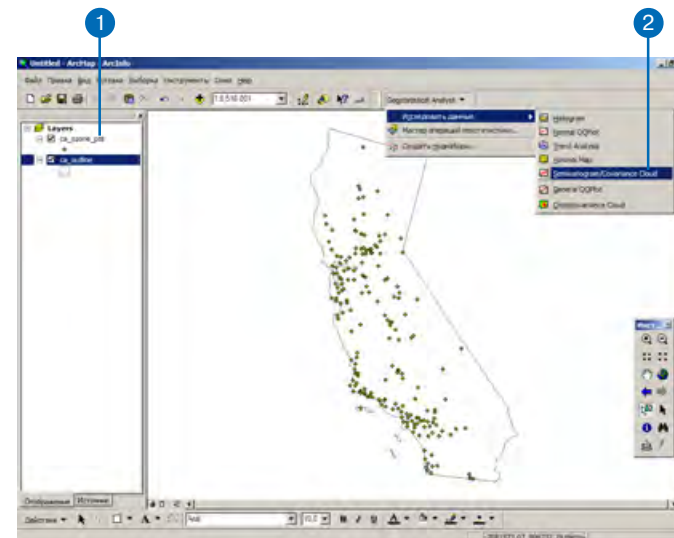 1
2
Untitled - ArcMap - ArcInfo
Файл Правка Вид Вставка Выборка Инструменты Окно
Geostatistical Analyst
Исследовать данные
Мастер операций геостатистики...
Создать поднаборы...
Histogram
Normal QQPlot
Trend Analysis
Voronoi Map
Semivariogram/Covariance Cloud
General QQPlot
Crosscovariance Cloud
Layers
ca_ozone_pts
ca_outline
Отображение Источник
Действия
Arial
10